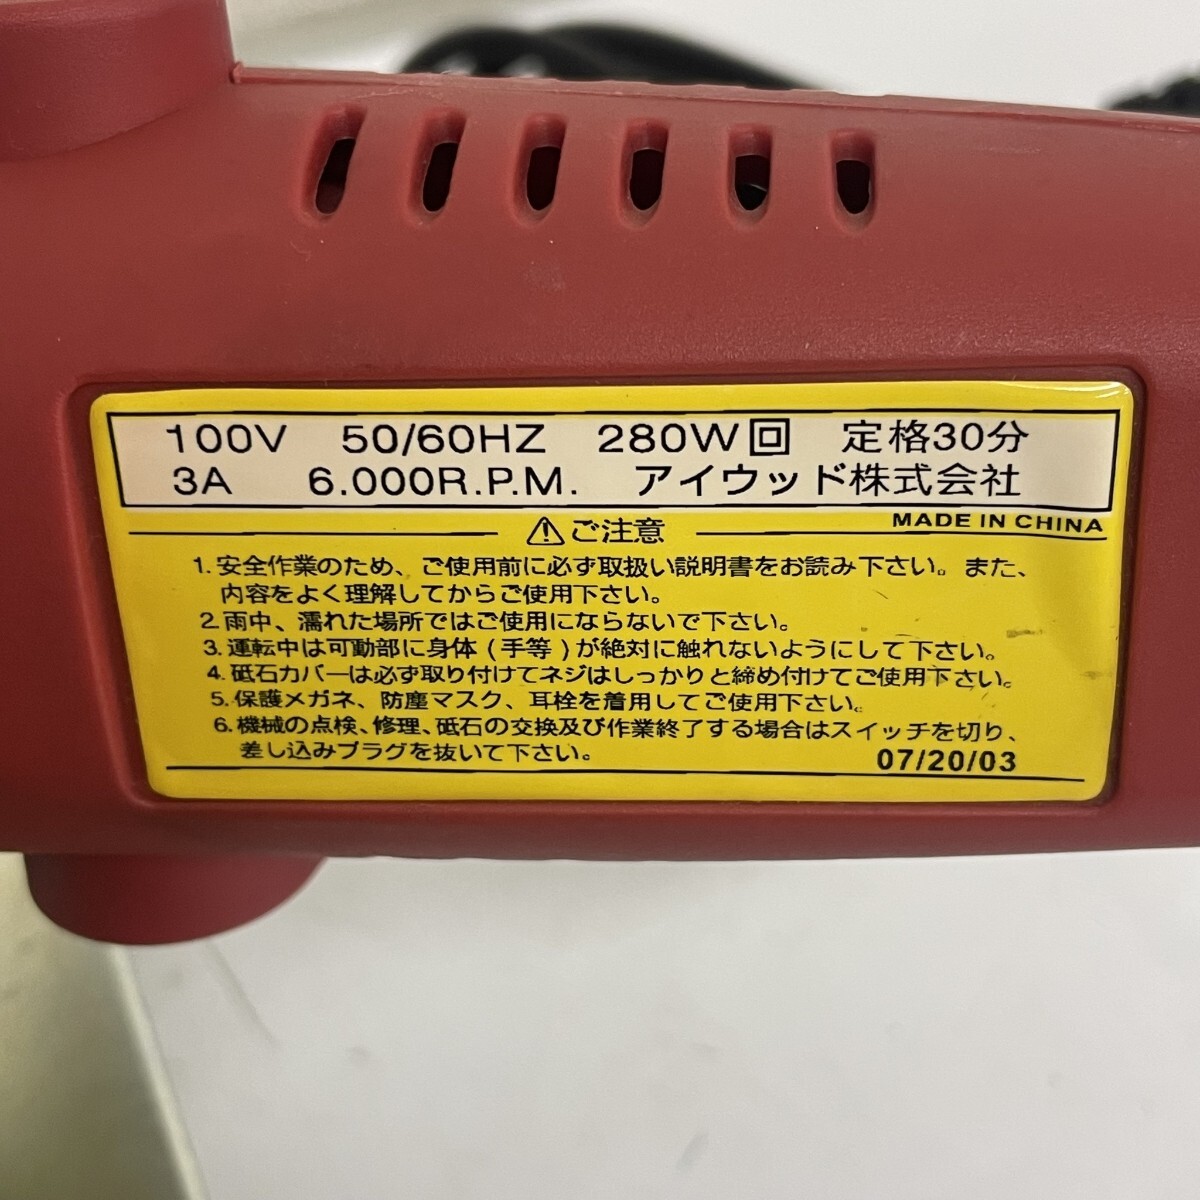 100V 50/60HZ 280W回 定格30分
3A 6.000R.P.M. アイウッド株式会社
MADE IN CHINA
⚠ご注意
1. 安全作業のため、ご使用前に必ず取扱い説明書をお読み下さい。また、
内容をよく理解してからご使用下さい。
2. 雨中、濡れた場所ではご使用にならないで下さい。
3. 運転中は可動部に身体(手等)が絶対に触れないようにして下さい。
4. 砥石カバーは必ず取り付けてネジはしっかりと締め付けてご使用下さい。
5. 保護メガネ、防塵マスク、耳栓を着用してご使用下さい。
6. 機械の点検、修理、砥石の交換及び作業終了する場合はスイッチを切り、
差し込みプラグを抜いて下さい。
07/20/03